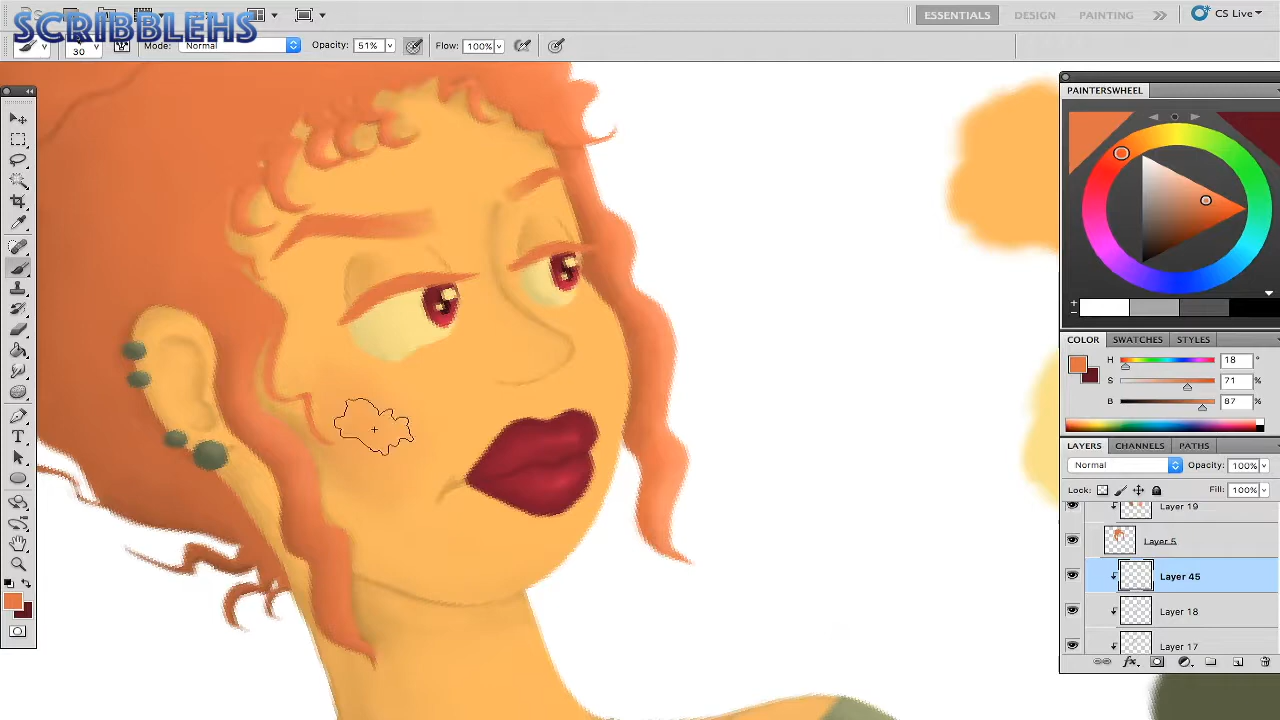 SCRIBBLEHS
ESSENTIALS
DESIGN
PAINTING
CS Live
30
Mode:
Normal
Opacity:
51%
Flow:
100%
PAINTERSWHEEL
COLOR
SWATCHES
STYLES
H
18
°
S
71
%
B
87
%
LAYERS
CHANNELS
PATHS
Normal
Opacity:
100%
Lock:
Fill:
100%
Layer 19
Layer 5
Layer 45
Layer 18
Layer 17